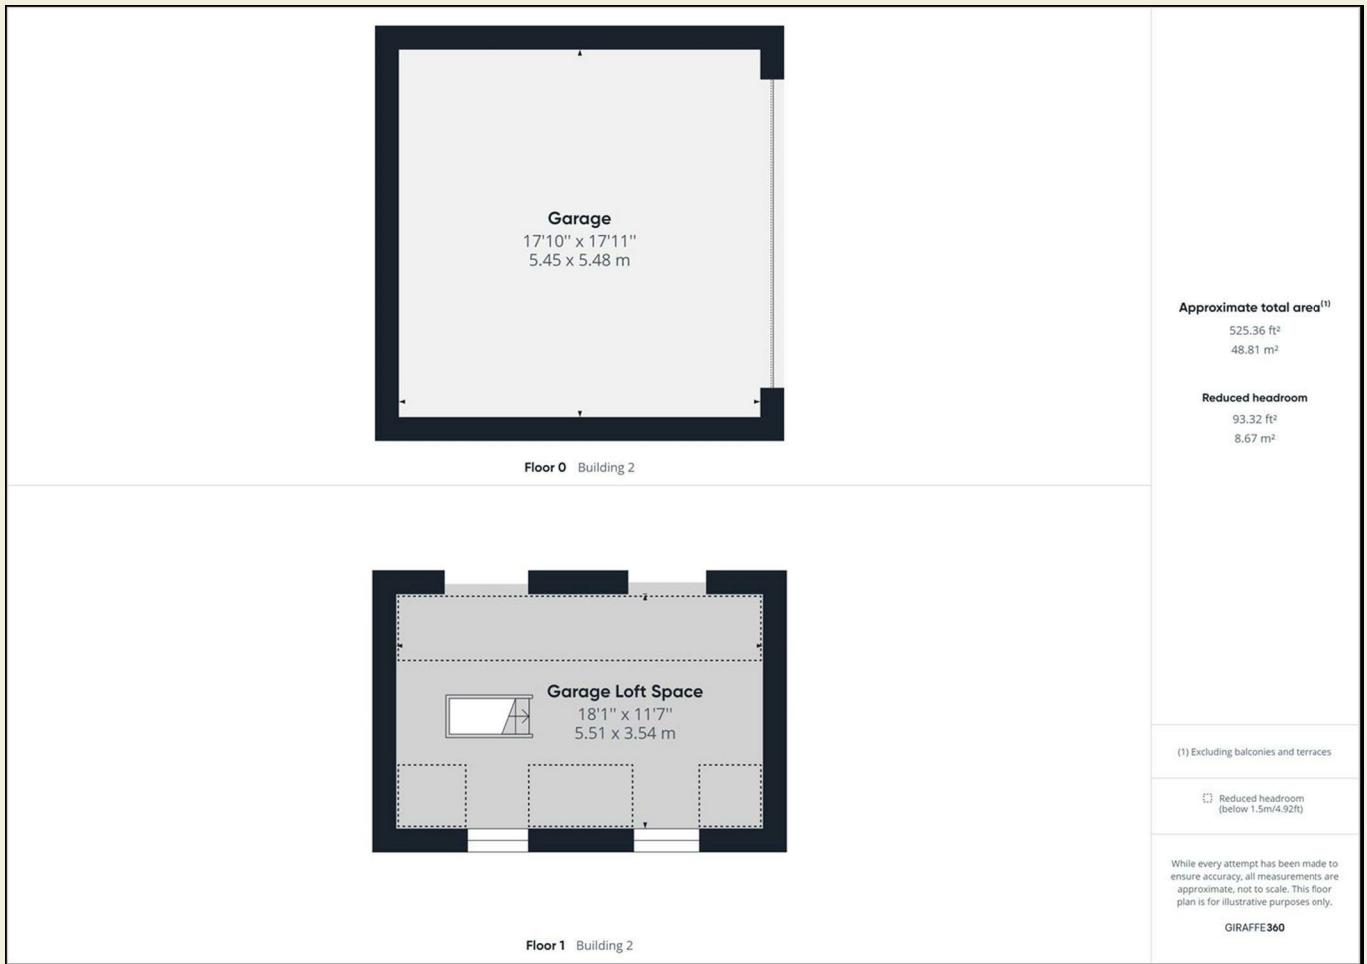 Garage
17'10'' x 17'11''
5.45 x 5.48 m
Floor 0 Building 2
Garage Loft Space
18'1'' x 11'7''
5.51 x 3.54 m
Floor 1 Building 2
Approximate total area(1)
525.36 ft²
48.81 m²
Reduced headroom
93.32 ft²
8.67 m²
(1) Excluding balconies and terraces
Reduced headroom
(below 1.5m/4.92ft)
While every attempt has been made to
ensure accuracy, all measurements are
approximate, not to scale. This floor
plan is for illustrative purposes only.
GIRAFFE360